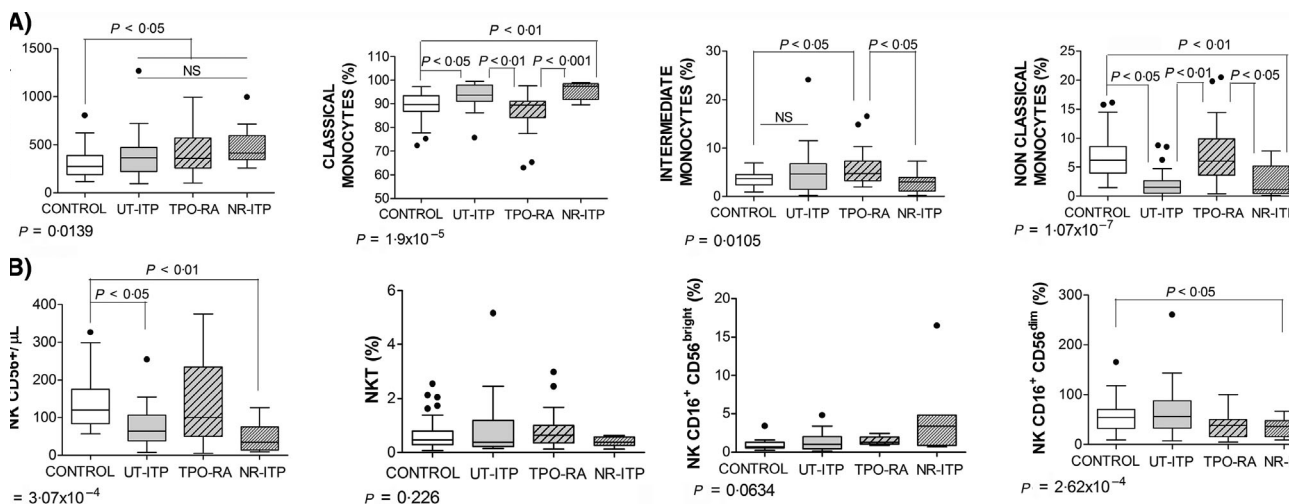 A)
P < 0·05
NS
1500
1000
500
0
CONTROL UT-ITP TPO-RA NR-ITP
P = 0·0139
CLASSICAL
MONOCYTES (%)
P < 0·01
P < 0·05 P < 0·01 P < 0·001
110
100
90
80
70
60
50
CONTROL UT-ITP TPO-RA NR-ITP
P = 1·9x10-5
INTERMEDIATE
MONOCYTES (%)
P < 0·05 P < 0·05
NS
30
20
10
0
CONTROL UT-ITP TPO-RA NR-ITP
P = 0·0105
NON CLASSICAL
MONOCYTES (%)
P < 0·01
P < 0·05 P < 0·01 P < 0·05
25
20
15
10
5
0
CONTROL UT-ITP TPO-RA NR-ITP
P = 1·07x10-7
B)
NK CD56+/µL
P < 0·01
P < 0·05
400
300
200
100
0
CONTROL UT-ITP TPO-RA NR-ITP
= 3·07x10-4
NKT (%)
6
4
2
0
CONTROL UT-ITP TPO-RA NR-ITP
P = 0·226
NK CD16+ CD56bright (%)
20
15
10
5
0
CONTROL UT-ITP TPO-RA NR-ITP
P = 0·0634
NK CD16+ CD56dim (%)
P < 0·05
300
200
100
50
0
CONTROL UT-ITP TPO-RA NR-I
P = 2·62x10-4